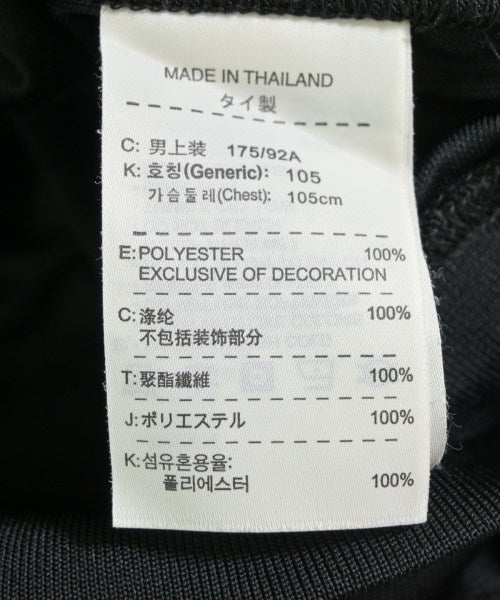 MADE IN THAILAND
タイ製
C: 男上装 175/92A
K: 호칭(Generic): 105
가슴둘레(Chest): 105cm
E: POLYESTER 100%
EXCLUSIVE OF DECORATION
C: 涤纶 100%
不包括装饰部分
T: 聚酯纖維 100%
J: ポリエステル 100%
K: 섬유혼용율:
폴리에스터 100%